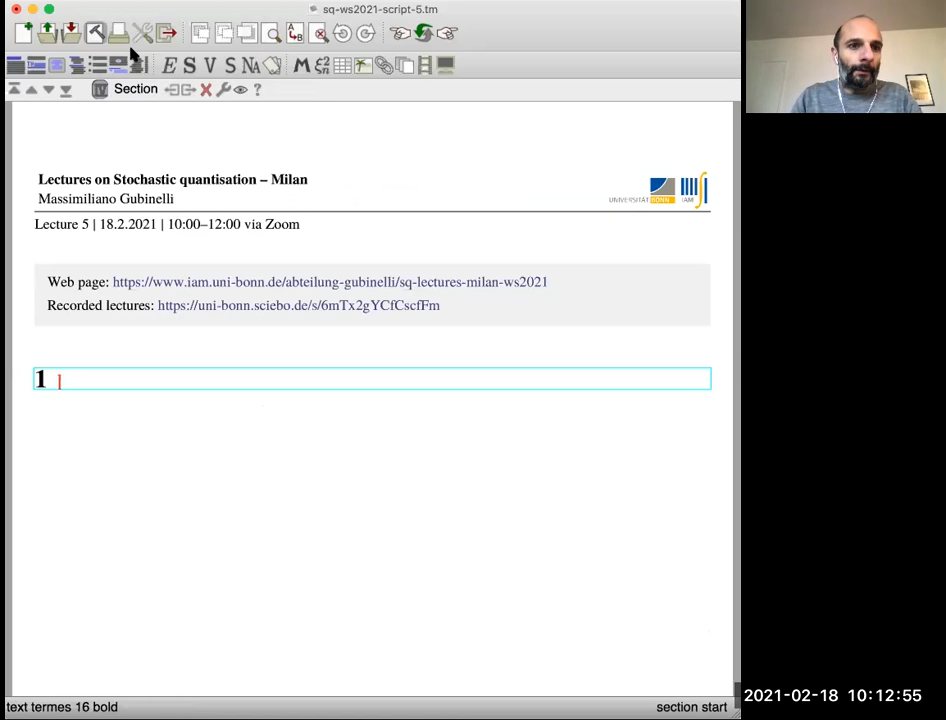 sq-ws2021-script-5.tm
Section
Lectures on Stochastic quantisation – Milan
Massimiliano Gubinelli
UNIVERSITÄT BONN IAM
Lecture 5 | 18.2.2021 | 10:00–12:00 via Zoom
Web page: https://www.iam.uni-bonn.de/abteilung-gubinelli/sq-lectures-milan-ws2021
Recorded lectures: https://uni-bonn.sciebo.de/s/6mTx2gYCfCscfFm
1
text termes 16 bold
section start
2021-02-18 10:12:55